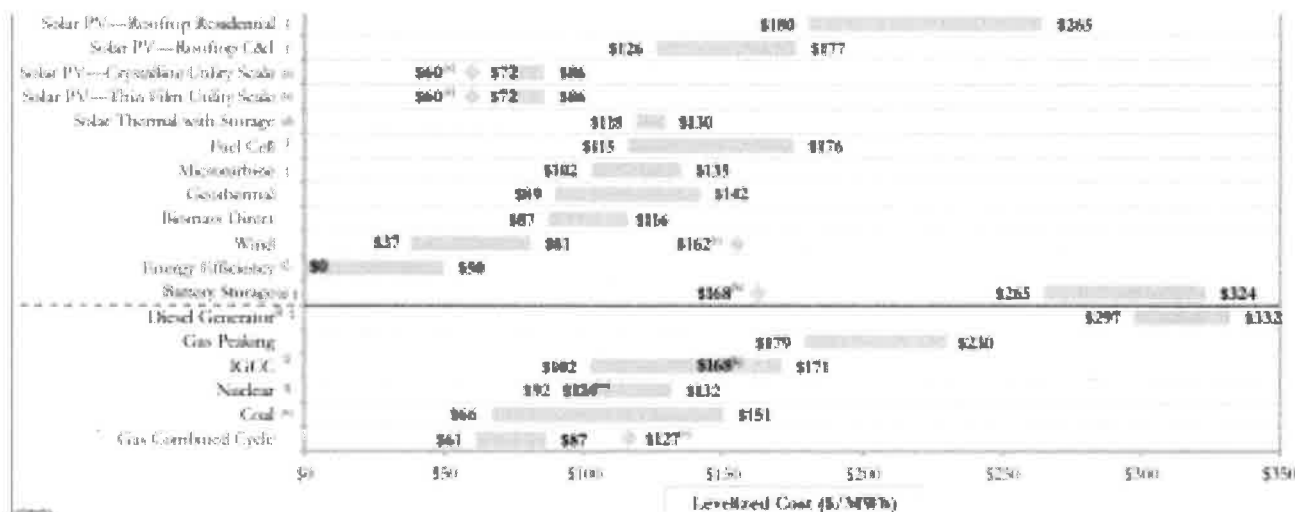 Solar PV—Rooftop Residential $180 $265
Solar PV—Rooftop C&I $126 $177
Solar PV—Crystalline Utility Scale $60 $72 $86
Solar PV—Thin Film Utility Scale $60 $72 $86
Solar Thermal with Storage $118 $130
Fuel Cell $115 $176
Microturbine $102 $135
Geothermal $89 $142
Biomass Direct $87 $116
Wind $37 $81 $162
Energy Efficiency $0 $50
Battery Storage $168 $265 $324
Diesel Generator $297 $332
Gas Peaking $179 $230
IGCC $102 $168 $171
Nuclear $92 $132
Coal $66 $151
Gas Combined Cycle $61 $87 $127
$0 $50 $100 $150 $200 $250 $300 $350
Levelized Cost ($/MWh)